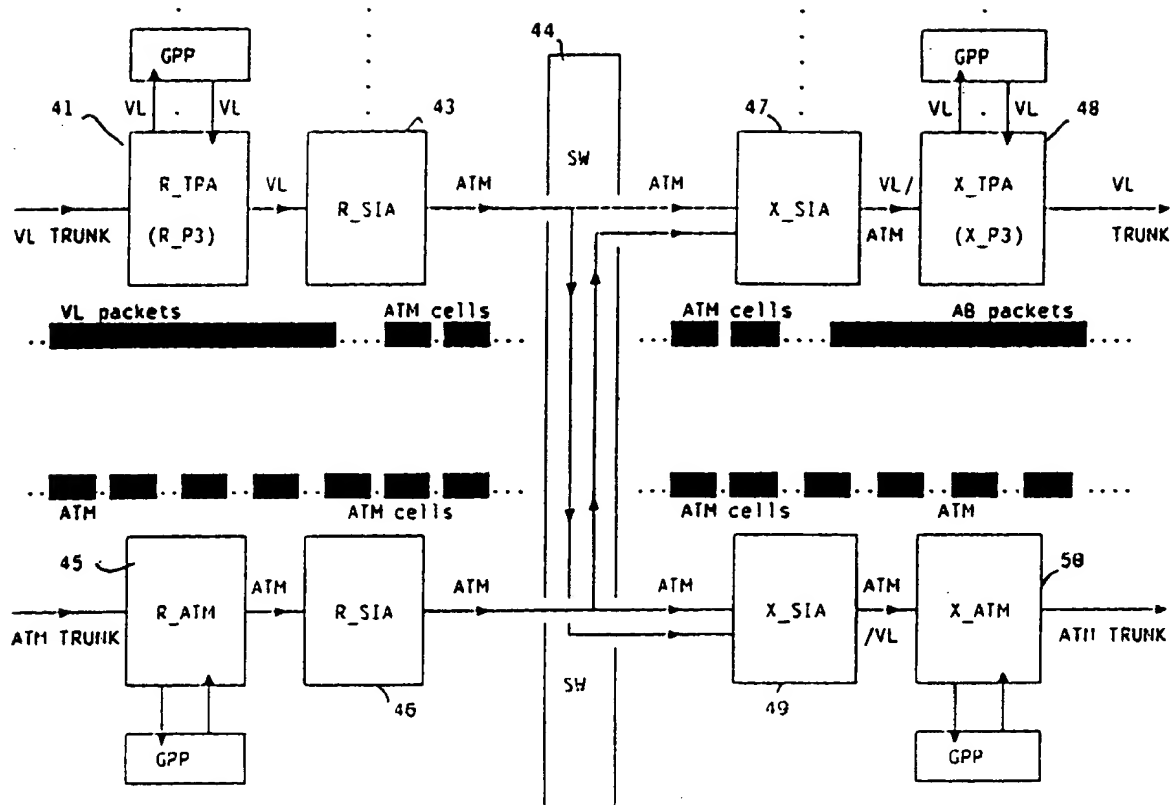 44
GPP
GPP
VL
VL
VL
VL
41
43
47
48
R_TPA
(R_P3)
VL
R_SIA
ATM
SW
ATM
X_SIA
VL/
ATM
X_TPA
(X_P3)
VL
TRUNK
VL TRUNK
VL packets
ATM cells
ATM cells
AB packets
ATM
ATM cells
ATM cells
ATM
45
50
R_ATM
ATM
R_SIA
ATM
ATM
X_SIA
ATM
/VL
X_ATM
ATM TRUNK
ATM TRUNK
46
SW
49
GPP
GPP